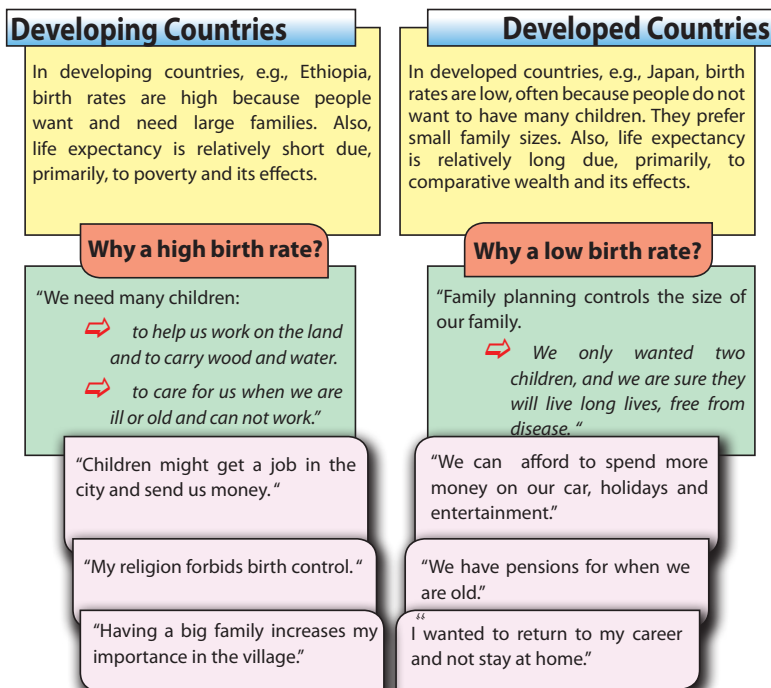 Developing Countries
In developing countries, e.g., Ethiopia,
birth rates are high because people
want and need large families. Also,
life expectancy is relatively short due,
primarily, to poverty and its effects.
Why a high birth rate?
“We need many children:
⇨ to help us work on the land
and to carry wood and water.
⇨ to care for us when we are
ill or old and can not work.”
“Children might get a job in the
city and send us money. “
“My religion forbids birth control. “
“Having a big family increases my
importance in the village.”
Developed Countries
In developed countries, e.g., Japan, birth
rates are low, often because people do not
want to have many children. They prefer
small family sizes. Also, life expectancy
is relatively long due, primarily, to
comparative wealth and its effects.
Why a low birth rate?
“Family planning controls the size of
our family.
⇨ We only wanted two
children, and we are sure they
will live long lives, free from
disease. “
“We can afford to spend more
money on our car, holidays and
entertainment.”
“We have pensions for when we
are old.”
“
I wanted to return to my career
and not stay at home.”